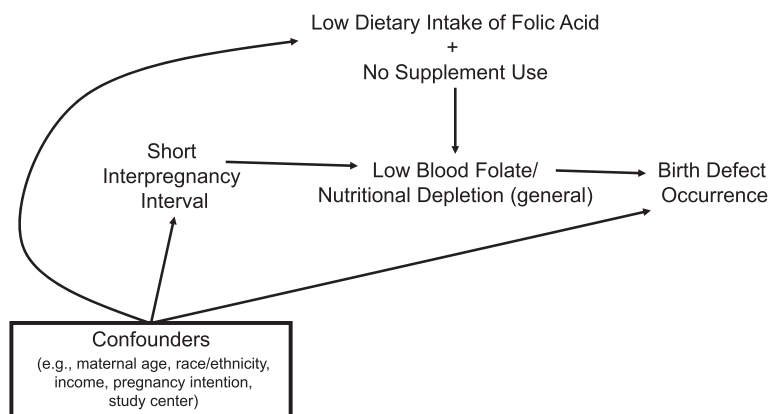 Low Dietary Intake of Folic Acid
+
No Supplement Use
Short
Interpregnancy
Interval
Low Blood Folate/
Nutritional Depletion (general)
Birth Defect
Occurrence
Confounders
(e.g., maternal age, race/ethnicity,
income, pregnancy intention,
study center)